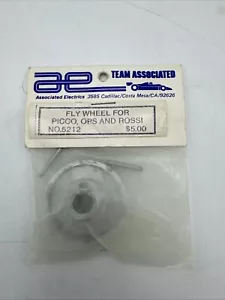 ae TEAM ASSOCIATED
Associated Electrics 3585 Cadillac/Costa Mesa/CA/92626
FLY WHEEL FOR
PICCO, OPS AND ROSSI
NO.5212 $5.00